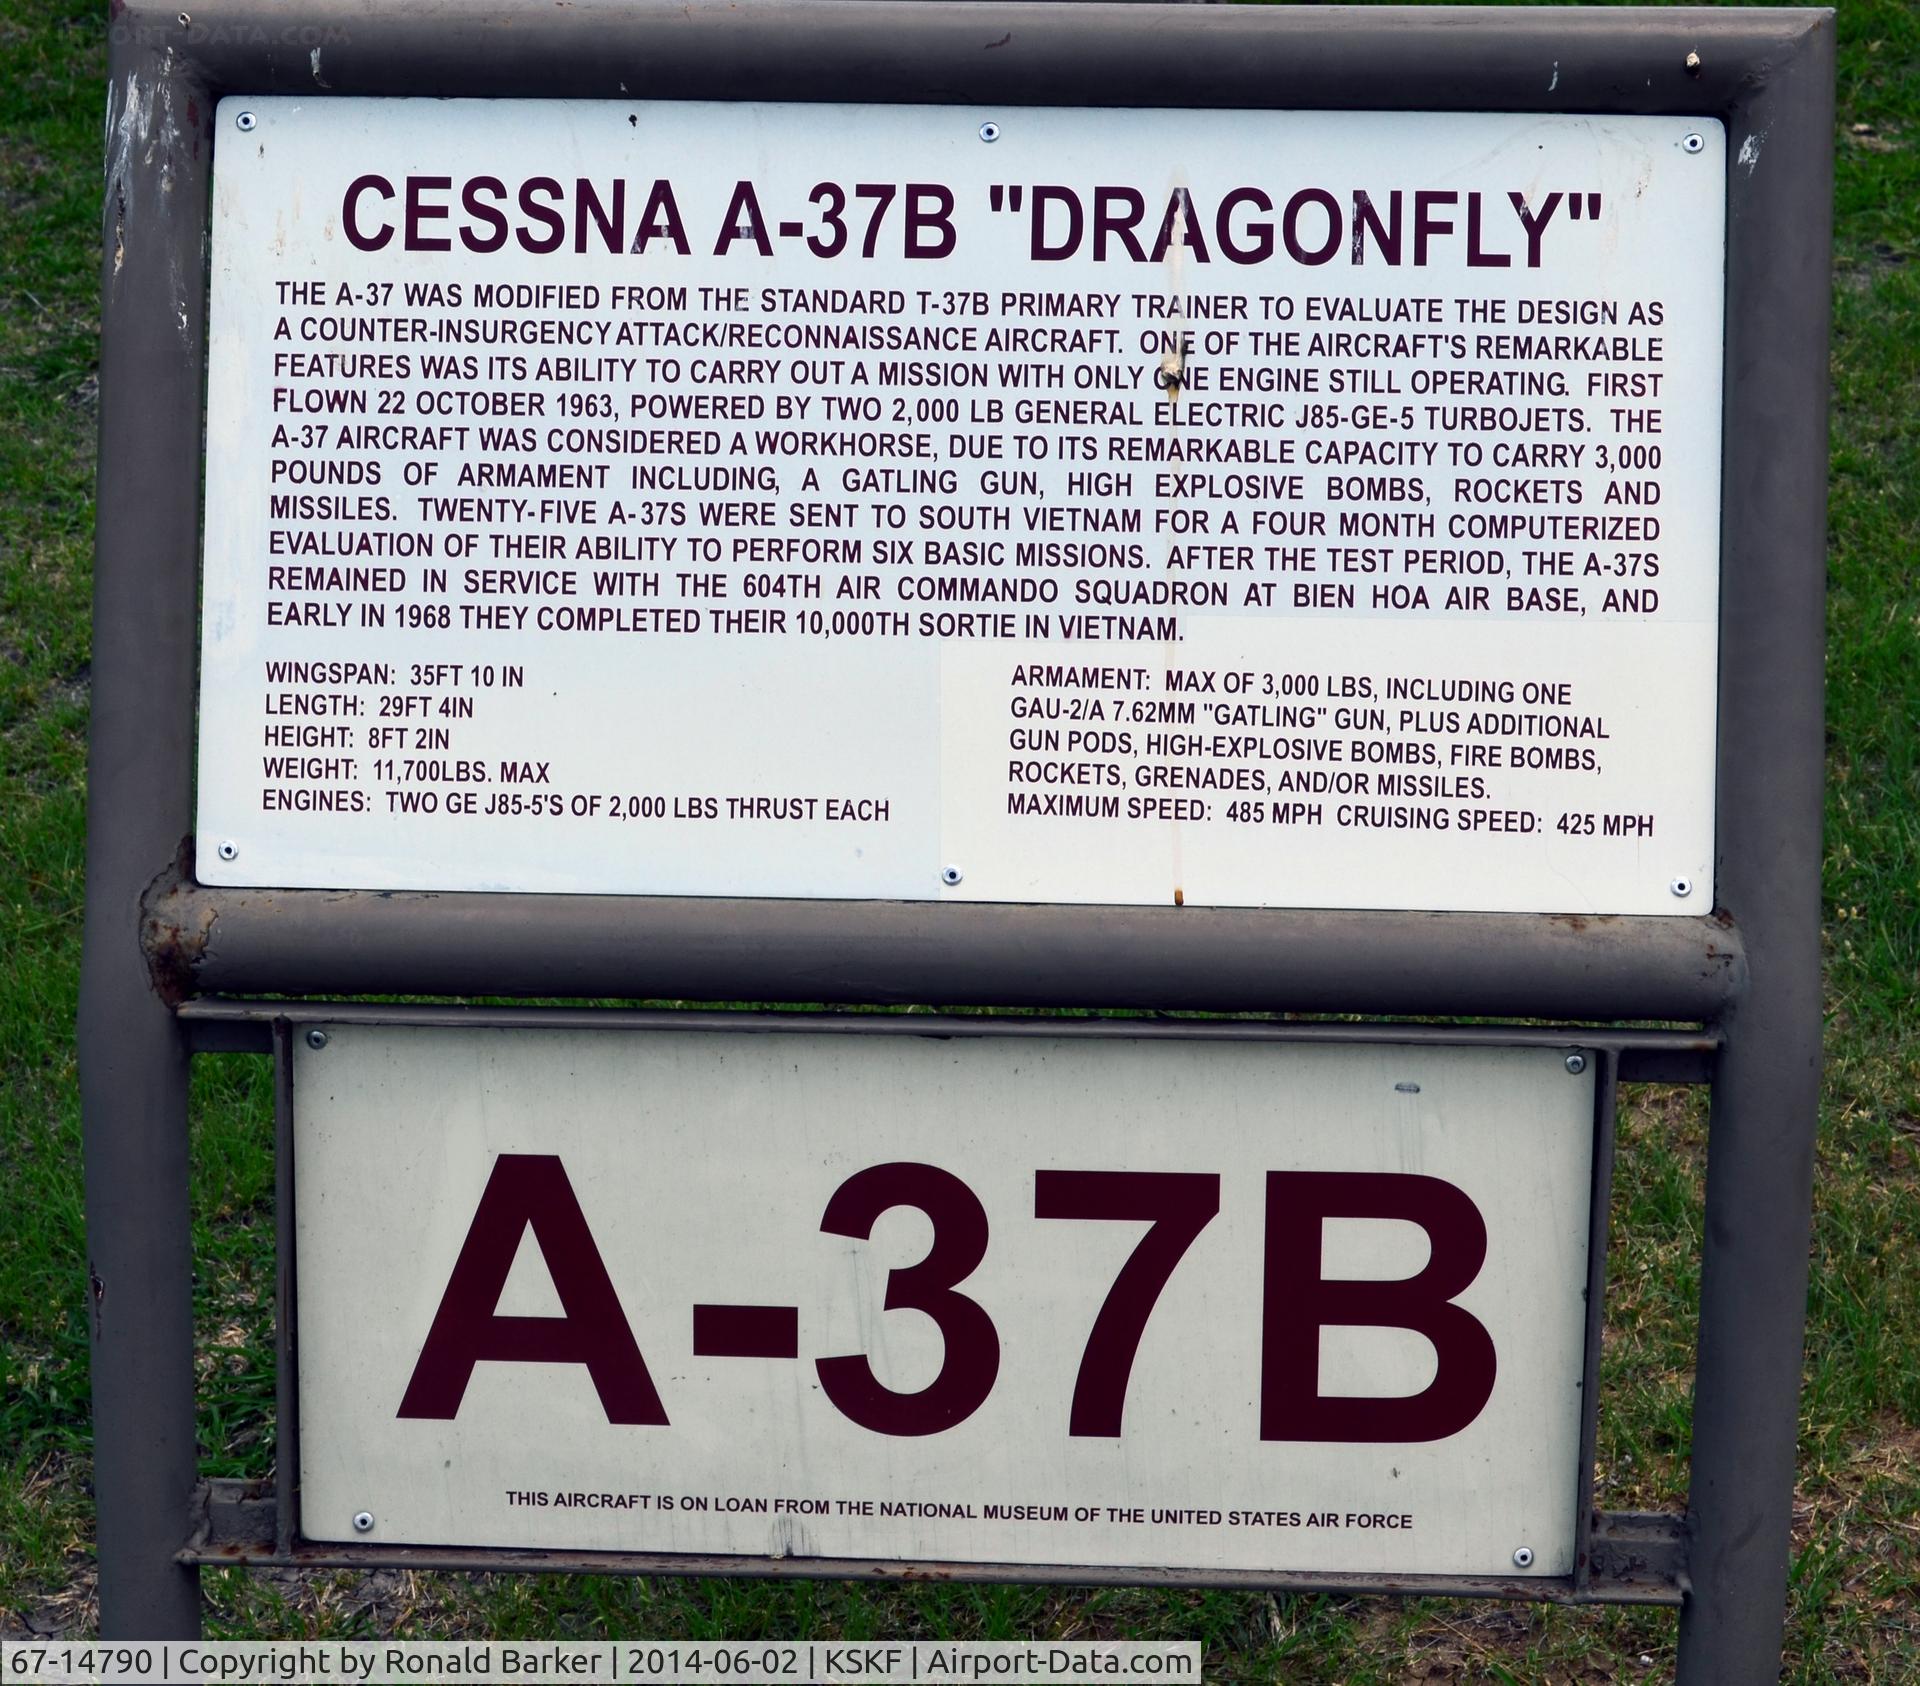 CESSNA A-37B "DRAGONFLY"
THE A-37 WAS MODIFIED FROM THE STANDARD T-37B PRIMARY TRAINER TO EVALUATE THE DESIGN AS
A COUNTER-INSURGENCY ATTACK/RECONNAISSANCE AIRCRAFT. ONE OF THE AIRCRAFT'S REMARKABLE
FEATURES WAS ITS ABILITY TO CARRY OUT A MISSION WITH ONLY ONE ENGINE STILL OPERATING. FIRST
FLOWN 22 OCTOBER 1963, POWERED BY TWO 2,000 LB GENERAL ELECTRIC J85-GE-5 TURBOJETS. THE
A-37 AIRCRAFT WAS CONSIDERED A WORKHORSE, DUE TO ITS REMARKABLE CAPACITY TO CARRY 3,000
POUNDS OF ARMAMENT INCLUDING, A GATLING GUN, HIGH EXPLOSIVE BOMBS, ROCKETS AND
MISSILES. TWENTY-FIVE A-37S WERE SENT TO SOUTH VIETNAM FOR A FOUR MONTH COMPUTERIZED
EVALUATION OF THEIR ABILITY TO PERFORM SIX BASIC MISSIONS. AFTER THE TEST PERIOD, THE A-37S
REMAINED IN SERVICE WITH THE 604TH AIR COMMANDO SQUADRON AT BIEN HOA AIR BASE, AND
EARLY IN 1968 THEY COMPLETED THEIR 10,000TH SORTIE IN VIETNAM.
WINGSPAN: 35FT 10 IN
LENGTH: 29FT 4IN
HEIGHT: 8FT 2IN
WEIGHT: 11,700LBS. MAX
ENGINES: TWO GE J85-5'S OF 2,000 LBS THRUST EACH
ARMAMENT: MAX OF 3,000 LBS, INCLUDING ONE
GAU-2/A 7.62MM "GATLING" GUN, PLUS ADDITIONAL
GUN PODS, HIGH-EXPLOSIVE BOMBS, FIRE BOMBS,
ROCKETS, GRENADES, AND/OR MISSILES.
MAXIMUM SPEED: 485 MPH CRUISING SPEED: 425 MPH
A-37B
THIS AIRCRAFT IS ON LOAN FROM THE NATIONAL MUSEUM OF THE UNITED STATES AIR FORCE
67-14790 | Copyright by Ronald Barker | 2014-06-02 | KSKF | Airport-Data.com